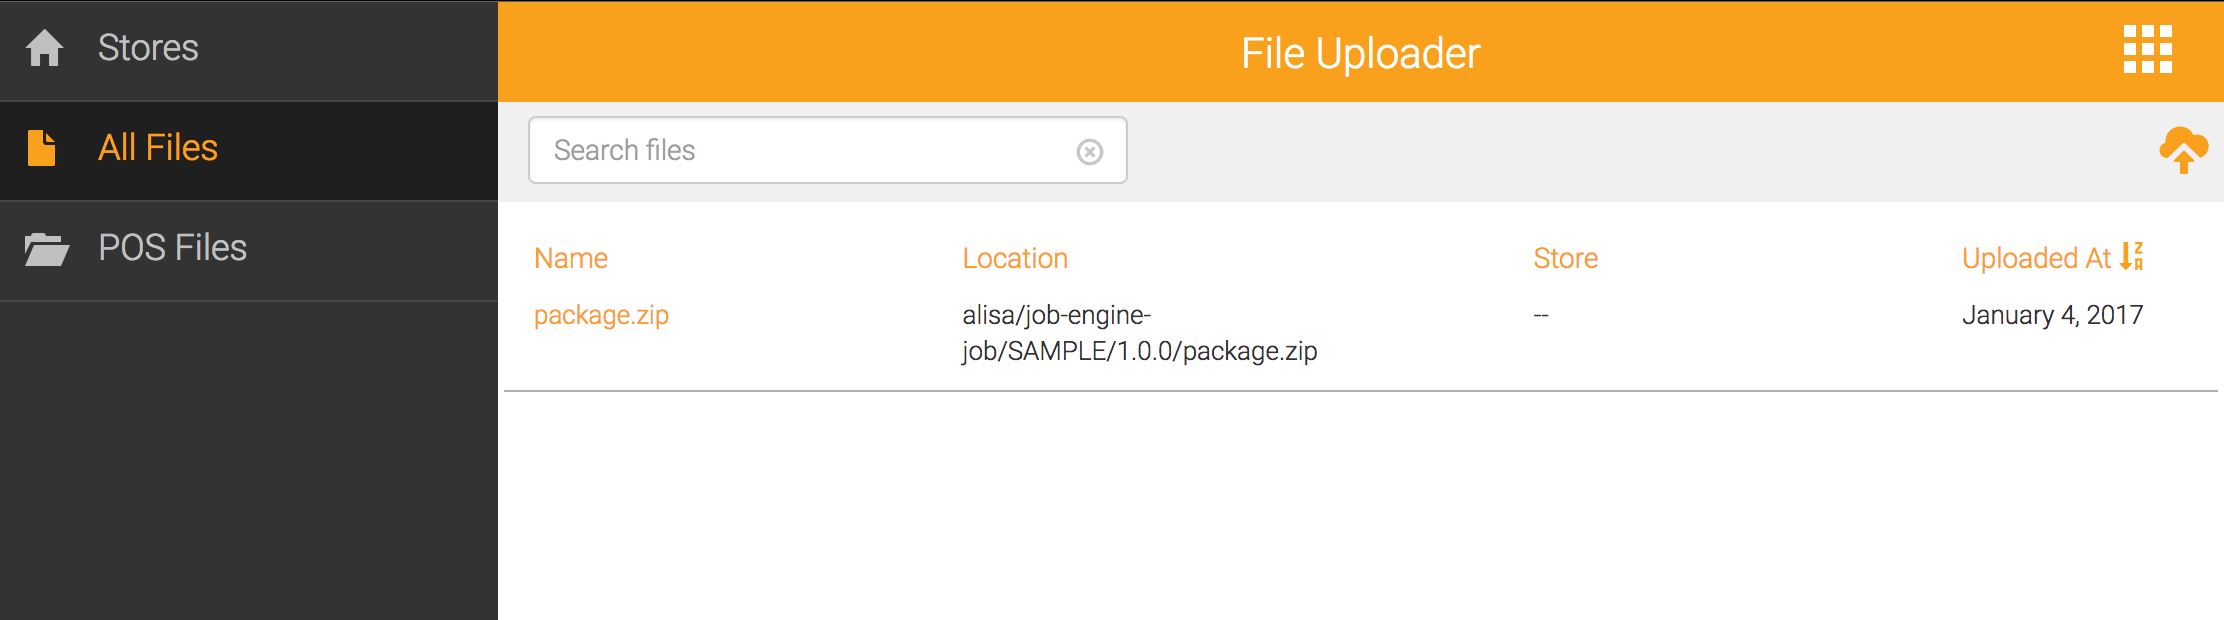 Stores
All Files
POS Files
File Uploader
Search files
Name Location Store Uploaded At
package.zip alisa/job-engine- -- January 4, 2017
job/SAMPLE/1.0.0/package.zip